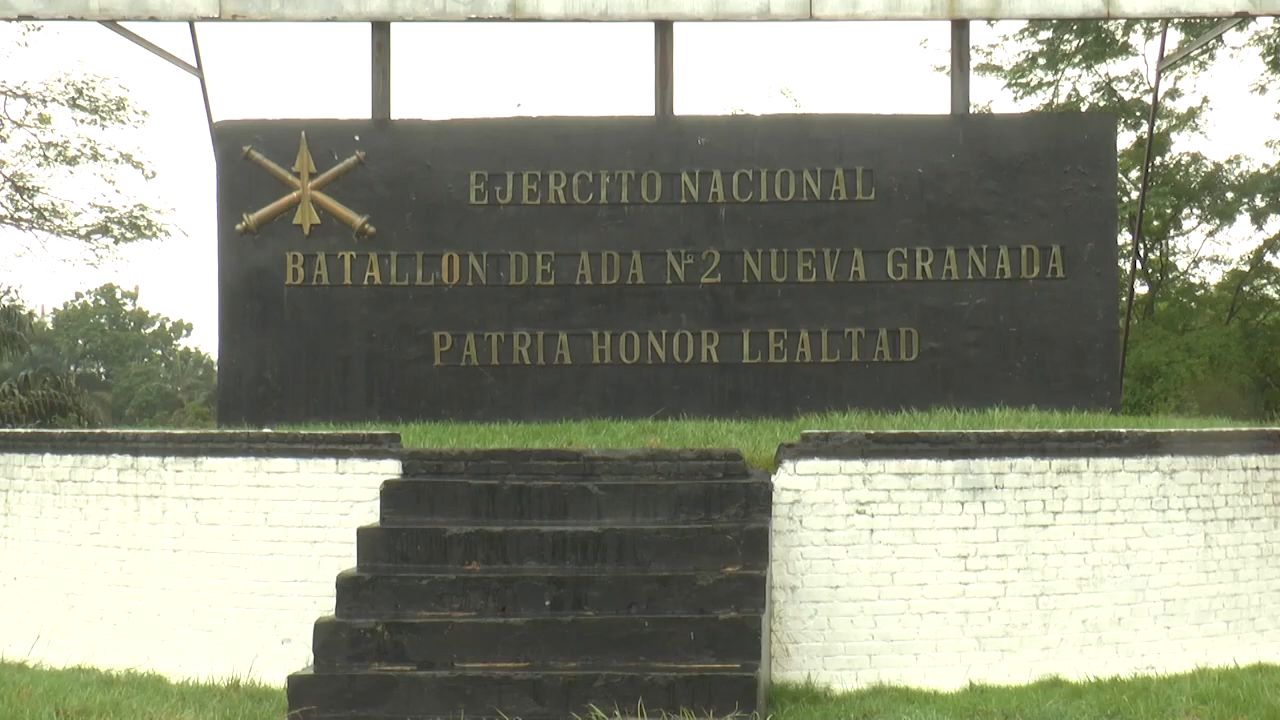 EJERCITO NACIONAL
BATALLON DE ADA Nº2 NUEVA GRANADA
PATRIA HONOR LEALTAD